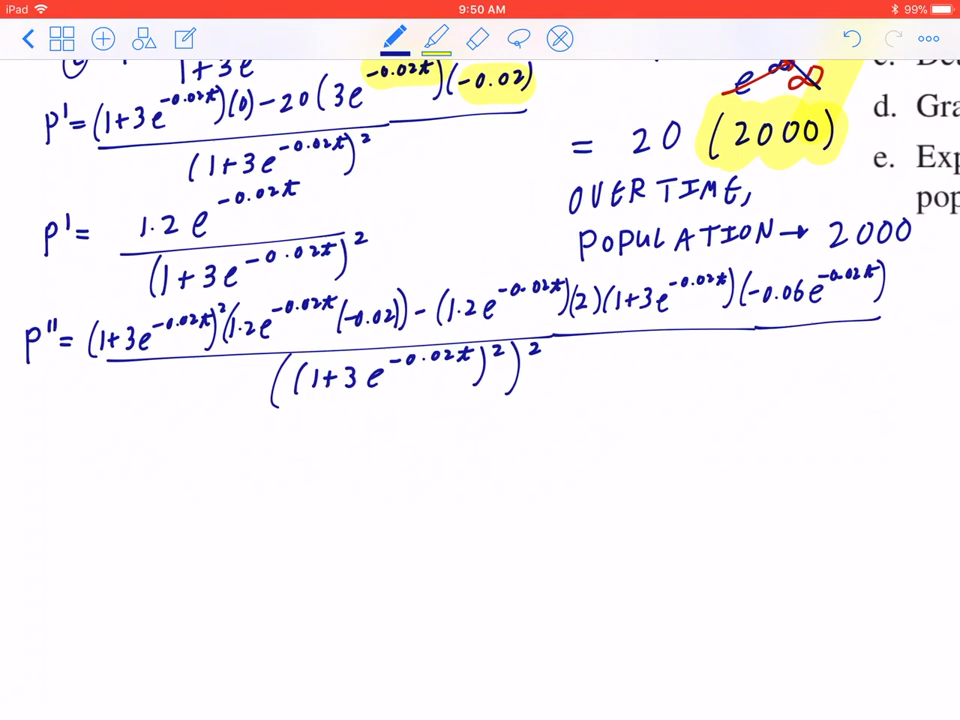 iPad 9:50 AM 99%
1+3e
P' = (1+3e^{-0.02t})(0) - 20(3e^{-0.02t})(-0.02)
(1+3e^{-0.02t})^2
P' = 1.2e^{-0.02t}
(1+3e^{-0.02t})^2
P'' = (1+3e^{-0.02t})^2(1.2e^{-0.02t}(-0.02)) - (1.2e^{-0.02t})(2)(1+3e^{-0.02t})(-0.06e^{-0.02t})
((1+3e^{-0.02t})^2)^2
e^∞ ∞
= 20 (2000)
OVER TIME,
POPULATION → 2000
d. Gra
e. Exp
pop